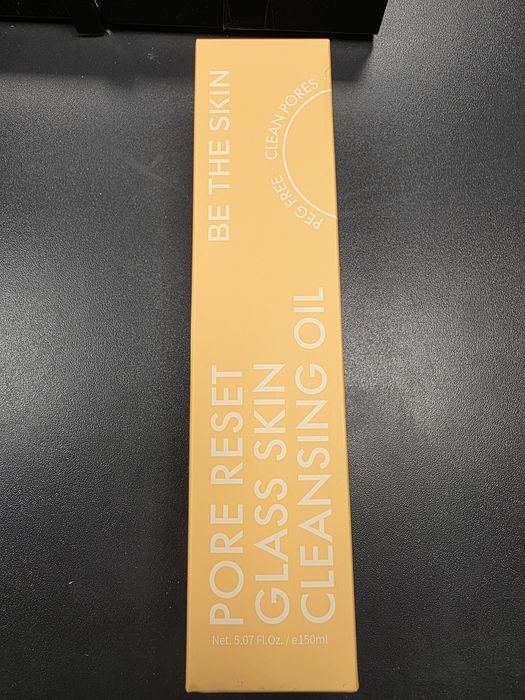 BE THE SKIN
PEG FREE · CLEAN PORES ·
PORE RESET
GLASS SKIN
CLEANSING OIL
Net. 5.07 Fl.Oz. / e150ml